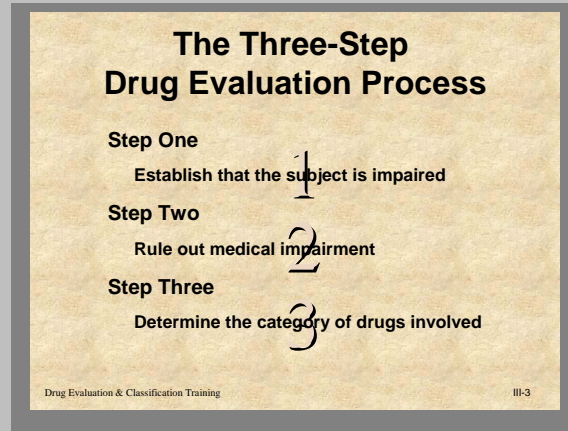 The Three-Step
Drug Evaluation Process
Step One
1
Establish that the subject is impaired
Step Two
2
Rule out medical impairment
Step Three
3
Determine the category of drugs involved
Drug Evaluation & Classification Training III-3